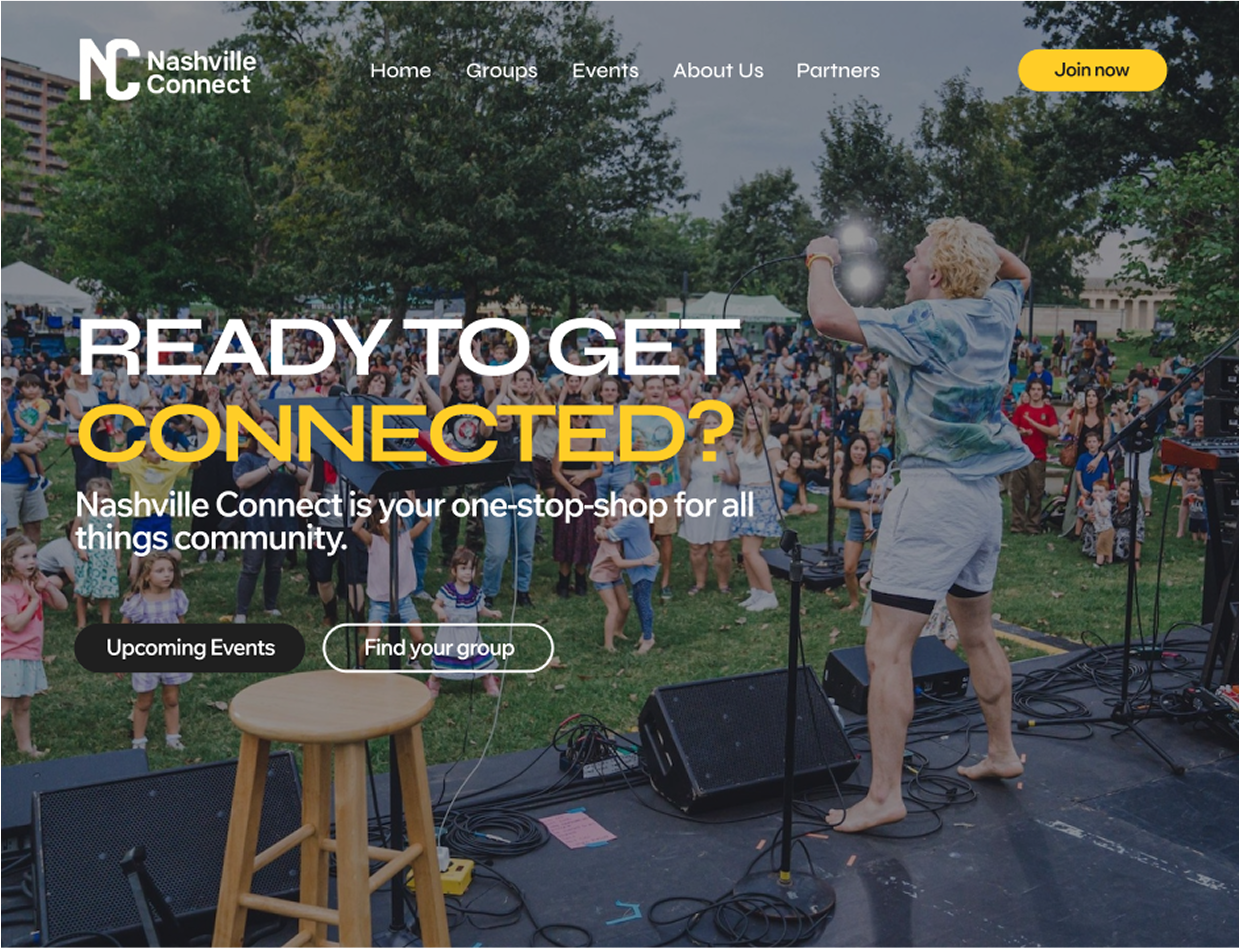 NC Nashville
Connect
Home Groups Events About Us Partners
Join now
READY TO GET
CONNECTED?
Nashville Connect is your one-stop-shop for all
things community.
Upcoming Events Find your group